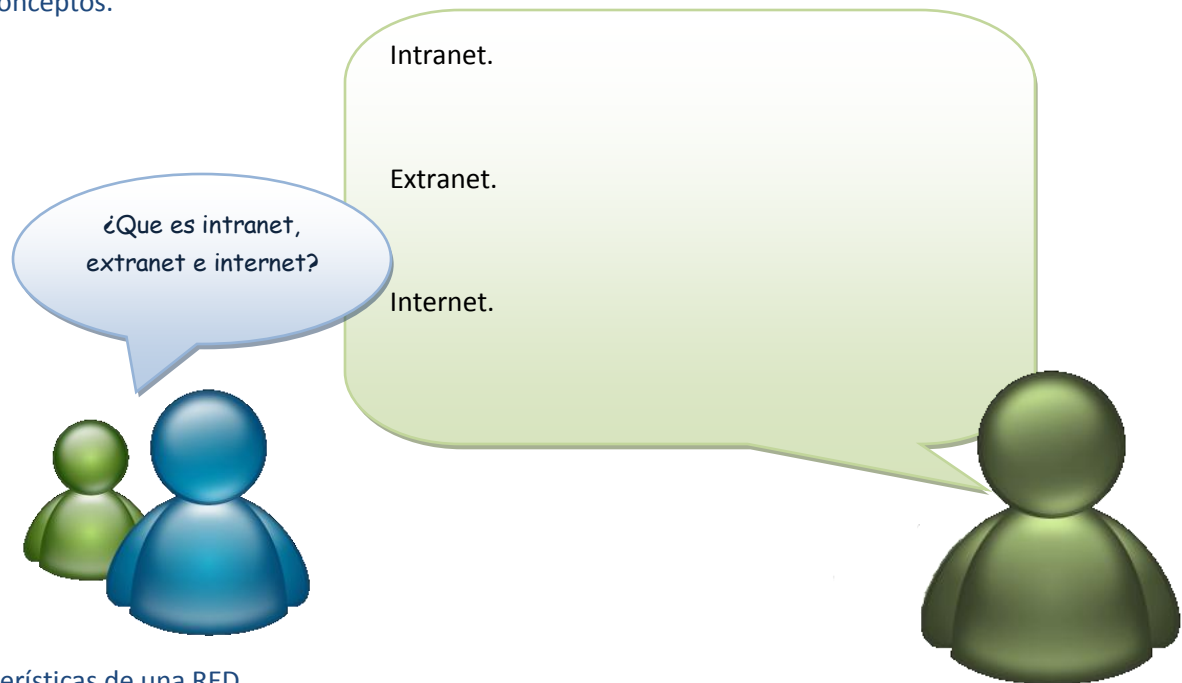 onceptos.
Intranet.
Extranet.
¿Que es intranet,
extranet e internet?
Internet.
erísticas de una RED